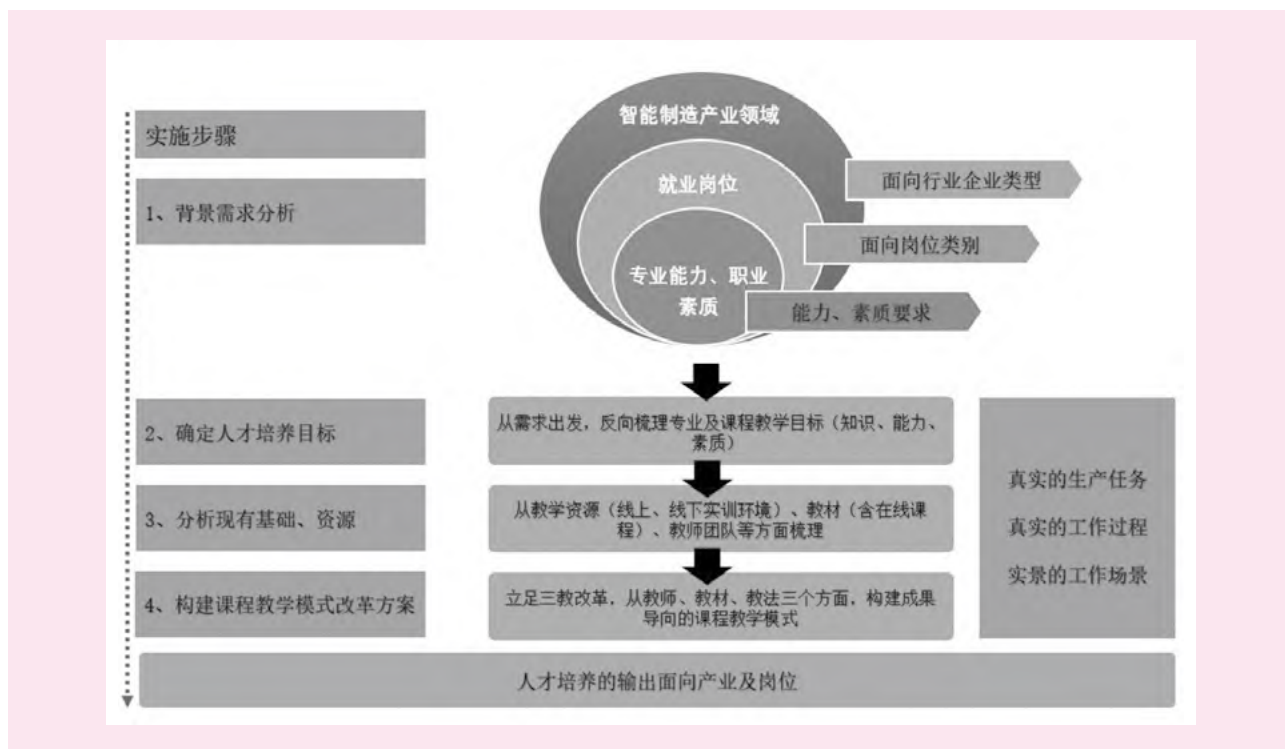 实施步骤
1、背景需求分析
智能制造产业领域
就业岗位
专业能力、职业
素质
面向行业企业类型
面向岗位类别
能力、素质要求
2、确定人才培养目标
从需求出发，反向梳理专业及课程教学目标（知识、能力、
素质）
3、分析现有基础、资源
从教学资源（线上、线下实训环境）、教材（含在线课
程）、教师团队等方面梳理
4、构建课程教学模式改革方案
立足三教改革，从教师、教材、教法三个方面，构建成果
导向的课程教学模式
真实的生产任务
真实的工作过程
实景的工作场景
人才培养的输出面向产业及岗位